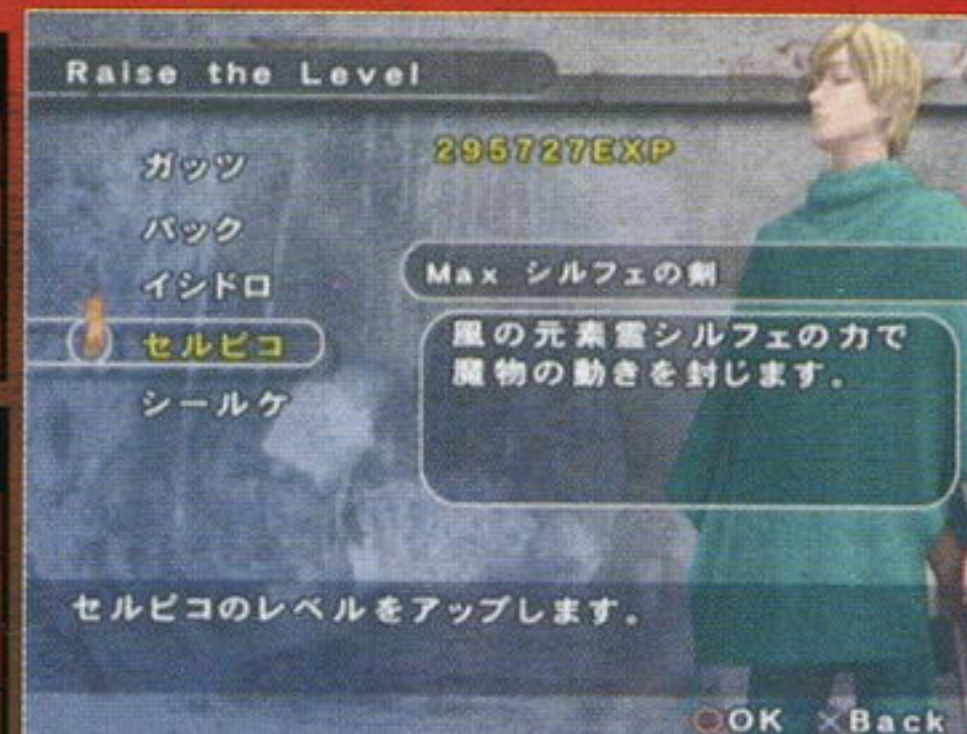 Raise the Level
ガッツ
295727EXP
パック
イシドロ
Max シルフェの剣
セルピコ
風の元素霊シルフェの力で
魔物の動きを封じます。
シールケ
セルピコのレベルをアップします。
OK ×Back